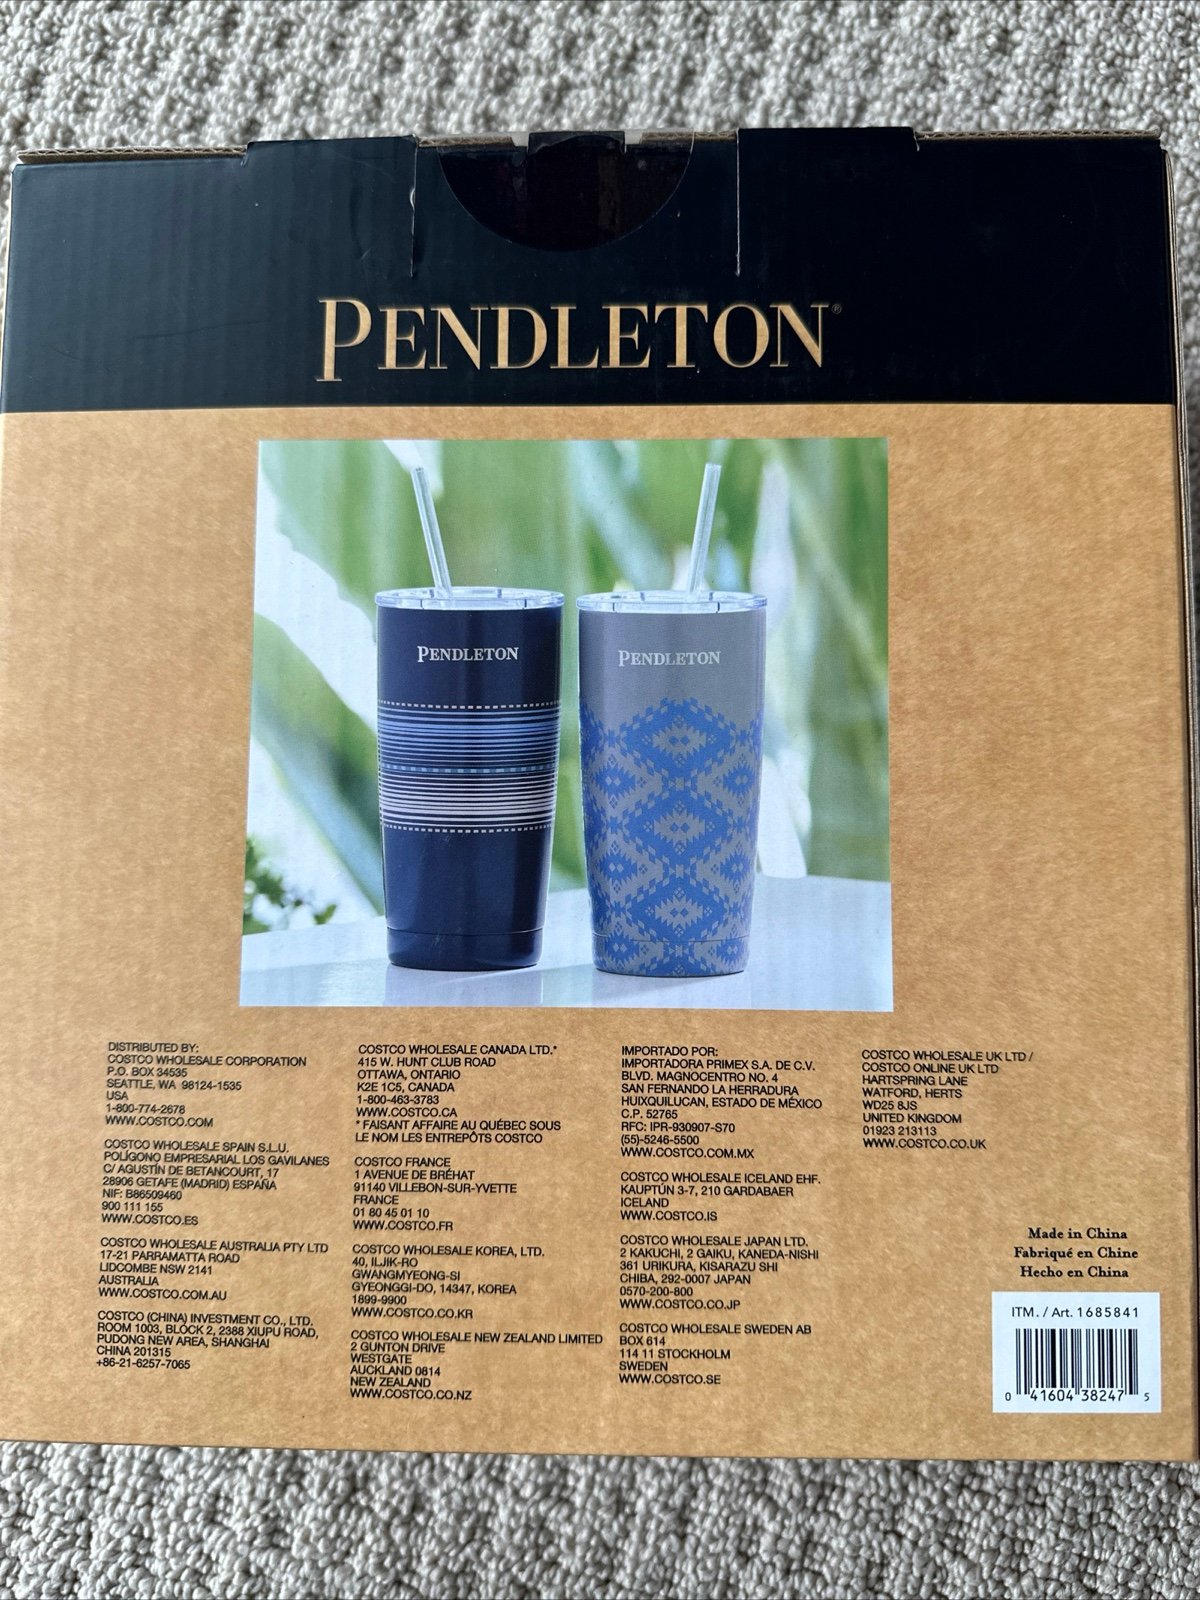 PENDLETON®
PENDLETON
PENDLETON
DISTRIBUTED BY:
COSTCO WHOLESALE CORPORATION
P.O. BOX 34535
SEATTLE, WA 98124-1535
USA
1-800-774-2678
WWW.COSTCO.COM
COSTCO WHOLESALE SPAIN S.L.U.
POLÍGONO EMPRESARIAL LOS GAVILANES
C/ AGUSTÍN DE BETANCOURT, 17
28906 GETAFE (MADRID) ESPAÑA
NIF: B86509460
900 111 155
WWW.COSTCO.ES
COSTCO WHOLESALE AUSTRALIA PTY LTD
17-21 PARRAMATTA ROAD
LIDCOMBE NSW 2141
AUSTRALIA
WWW.COSTCO.COM.AU
COSTCO (CHINA) INVESTMENT CO., LTD.
ROOM 1003, BLOCK 2, 2388 XIUPU ROAD,
PUDONG NEW AREA, SHANGHAI
CHINA 201315
+86-21-6257-7065
COSTCO WHOLESALE CANADA LTD.*
415 W. HUNT CLUB ROAD
OTTAWA, ONTARIO
K2E 1C5, CANADA
1-800-463-3783
WWW.COSTCO.CA
* FAISANT AFFAIRE AU QUÉBEC SOUS
LE NOM LES ENTREPÔTS COSTCO
COSTCO FRANCE
1 AVENUE DE BRÉHAT
91140 VILLEBON-SUR-YVETTE
FRANCE
01 80 45 01 10
WWW.COSTCO.FR
COSTCO WHOLESALE KOREA, LTD.
40, ILJIK-RO
GWANGMYEONG-SI
GYEONGGI-DO, 14347, KOREA
1899-9900
WWW.COSTCO.CO.KR
COSTCO WHOLESALE NEW ZEALAND LIMITED
2 GUNTON DRIVE
WESTGATE
AUCKLAND 0814
NEW ZEALAND
WWW.COSTCO.CO.NZ
IMPORTADO POR:
IMPORTADORA PRIMEX S.A. DE C.V.
BLVD. MAGNOCENTRO NO. 4
SAN FERNANDO LA HERRADURA
HUIXQUILUCAN, ESTADO DE MÉXICO
C.P. 52765
RFC: IPR-930907-S70
(55)-5246-5500
WWW.COSTCO.COM.MX
COSTCO WHOLESALE ICELAND EHF.
KAUPTÚN 3-7, 210 GARDABAER
ICELAND
WWW.COSTCO.IS
COSTCO WHOLESALE JAPAN LTD.
2 KAKUCHI, 2 GAIKU, KANEDA-NISHI
361 URIKURA, KISARAZU SHI
CHIBA, 292-0007 JAPAN
0570-200-800
WWW.COSTCO.CO.JP
COSTCO WHOLESALE SWEDEN AB
BOX 614
114 11 STOCKHOLM
SWEDEN
WWW.COSTCO.SE
COSTCO WHOLESALE UK LTD /
COSTCO ONLINE UK LTD
HARTSPRING LANE
WATFORD, HERTS
WD25 8JS
UNITED KINGDOM
01923 213113
WWW.COSTCO.CO.UK
Made in China
Fabriqué en Chine
Hecho en China
ITM. / Art. 1685841
0 41604 38247 5